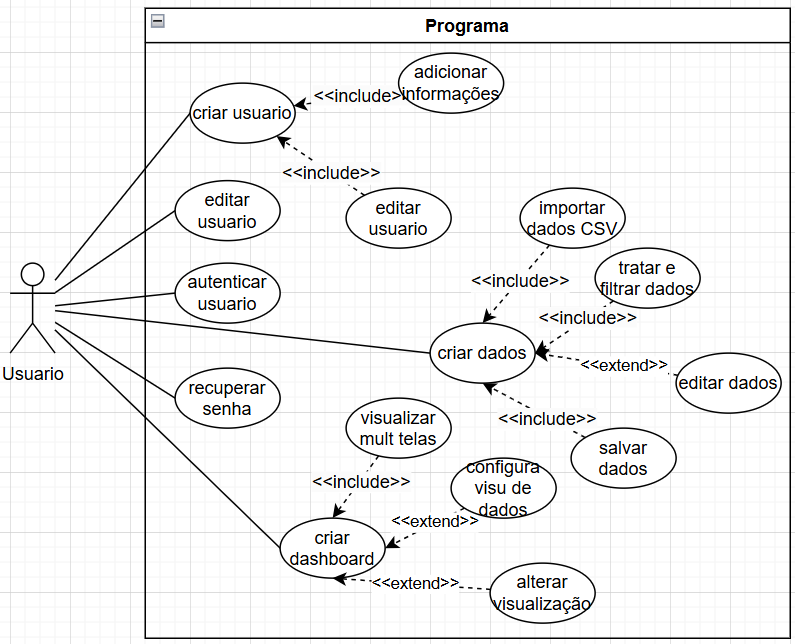 Programa
adicionar
informações
<<include>
criar usuario
<<include>>
editar
usuario
editar
usuario
importar
dados CSV
autenticar
usuario
<<include>>
tratar e
filtrar dados
<<include>>
criar dados
<<extend>>
editar dados
Usuario
recuperar
senha
visualizar
mult telas
<<include>>
salvar
dados
<<include>>
configura
visu de
dados
<<extend>>
criar
dashboard
<<extend>>
alterar
visualização